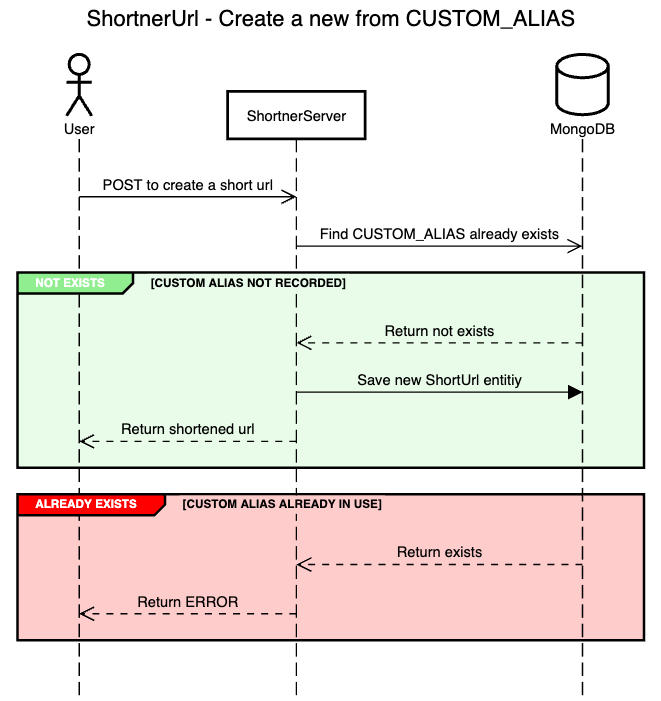 ShortnerUrl - Create a new from CUSTOM_ALIAS
User
ShortnerServer
MongoDB
POST to create a short url
Find CUSTOM_ALIAS already exists
NOT EXISTS
[CUSTOM ALIAS NOT RECORDED]
Return not exists
Save new ShortUrl entitiy
Return shortened url
ALREADY EXISTS
[CUSTOM ALIAS ALREADY IN USE]
Return exists
Return ERROR